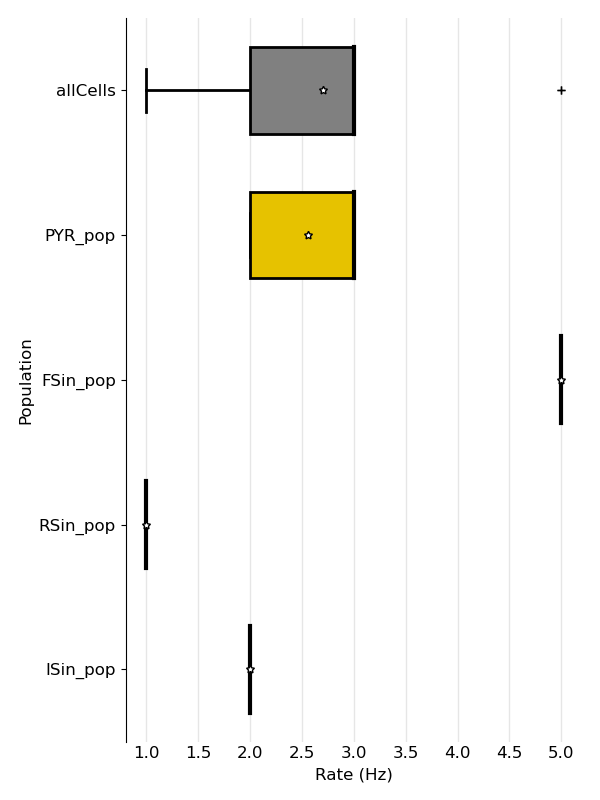 allCells
PYR_pop
FSin_pop
RSin_pop
ISin_pop
Population
1.0 1.5 2.0 2.5 3.0 3.5 4.0 4.5 5.0
Rate (Hz)